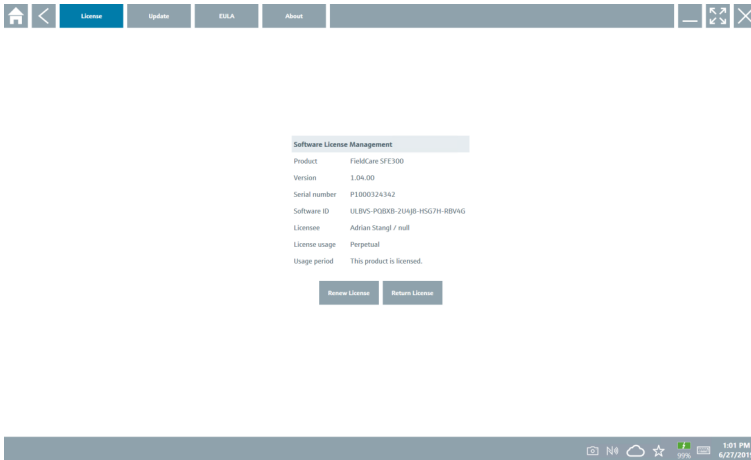 License Update EULA About
Software License Management
Product FieldCare SFE300
Version 1.04.00
Serial number P1000324342
Software ID ULBVS-PQBXB-2U4J8-HSG7H-RBV4G
Licensee Adrian Stangl / null
License usage Perpetual
Usage period This product is licensed.
Renew License Return License
99%
1:01 PM